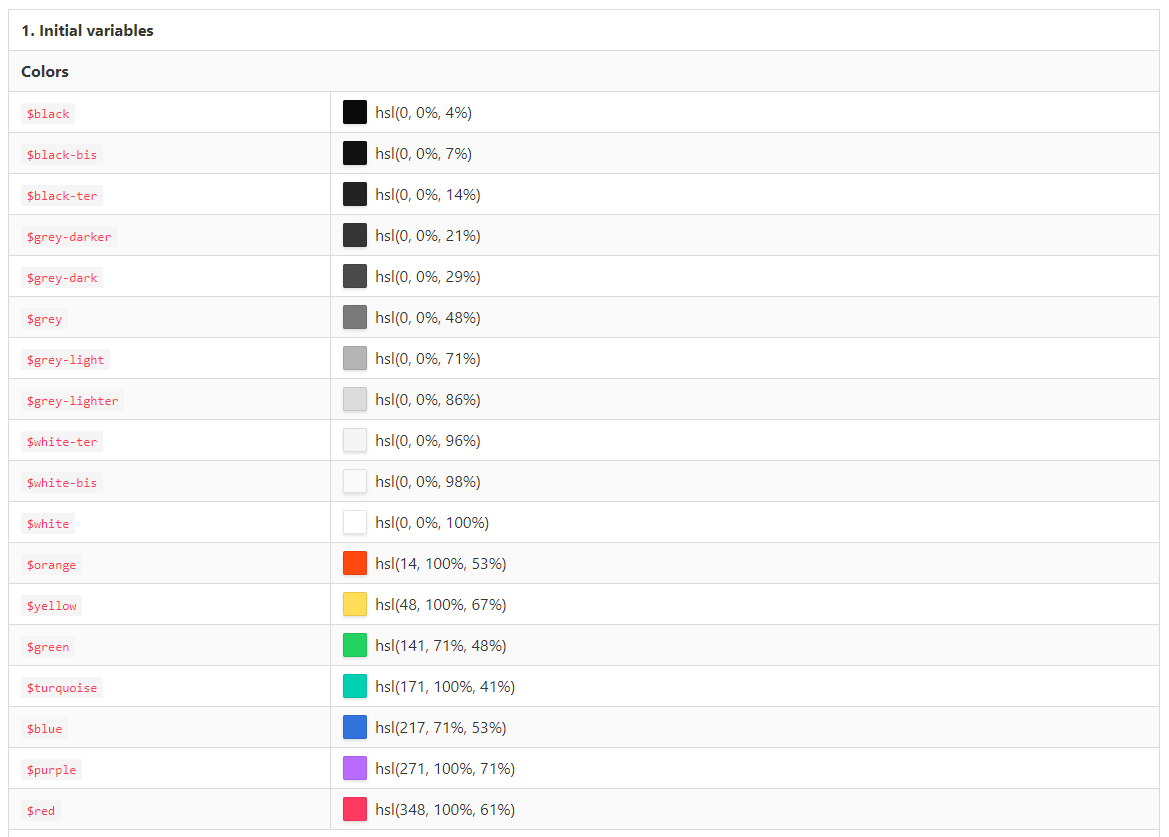 1. Initial variables
Colors
$black hsl(0, 0%, 4%)
$black-bis hsl(0, 0%, 7%)
$black-ter hsl(0, 0%, 14%)
$grey-darker hsl(0, 0%, 21%)
$grey-dark hsl(0, 0%, 29%)
$grey hsl(0, 0%, 48%)
$grey-light hsl(0, 0%, 71%)
$grey-lighter hsl(0, 0%, 86%)
$white-ter hsl(0, 0%, 96%)
$white-bis hsl(0, 0%, 98%)
$white hsl(0, 0%, 100%)
$orange hsl(14, 100%, 53%)
$yellow hsl(48, 100%, 67%)
$green hsl(141, 71%, 48%)
$turquoise hsl(171, 100%, 41%)
$blue hsl(217, 71%, 53%)
$purple hsl(271, 100%, 71%)
$red hsl(348, 100%, 61%)